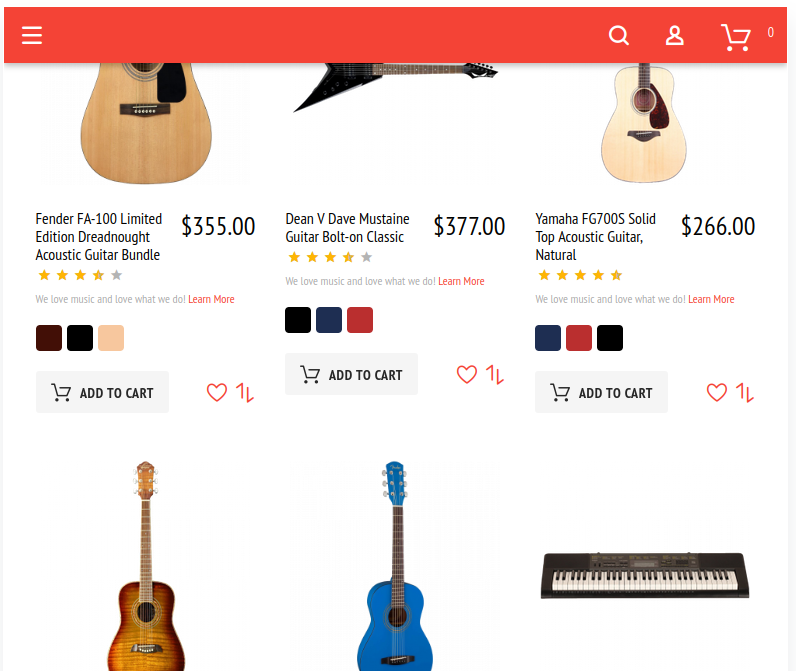 0
Fender FA-100 Limited
Edition Dreadnought
Acoustic Guitar Bundle
$355.00
We love music and love what we do! Learn More
ADD TO CART
Dean V Dave Mustaine
Guitar Bolt-on Classic
$377.00
We love music and love what we do! Learn More
ADD TO CART
Yamaha FG700S Solid
Top Acoustic Guitar,
Natural
$266.00
We love music and love what we do! Learn More
ADD TO CART